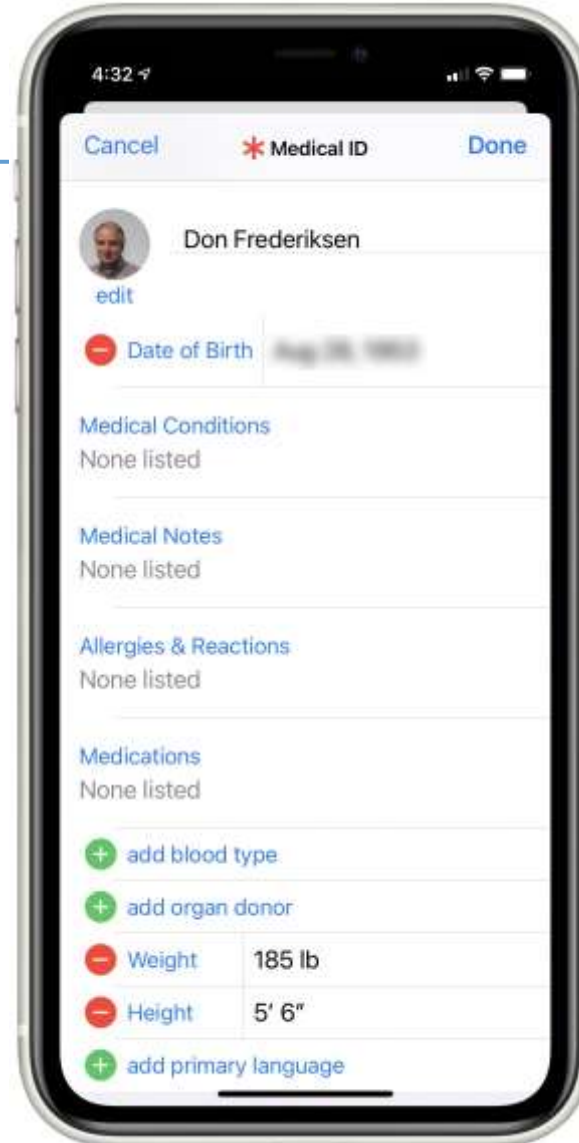 4:32
Cancel
Medical ID
Done
Don Frederiksen
edit
Date of Birth
Medical Conditions
None listed
Medical Notes
None listed
Allergies & Reactions
None listed
Medications
None listed
add blood type
add organ donor
Weight 185 lb
Height 5' 6"
add primary language